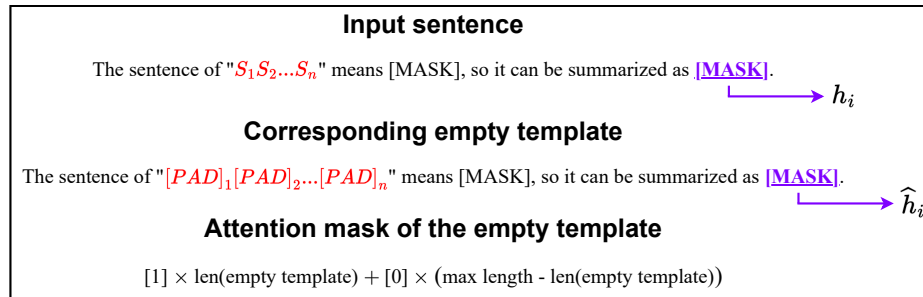 Input sentence
The sentence of "S₁S₂...Sₙ" means [MASK], so it can be summarized as [MASK].
hᵢ
Corresponding empty template
The sentence of "[PAD]₁[PAD]₂...[PAD]ₙ" means [MASK], so it can be summarized as [MASK].
ĥᵢ
Attention mask of the empty template
[1] × len(empty template) + [0] × (max length - len(empty template))